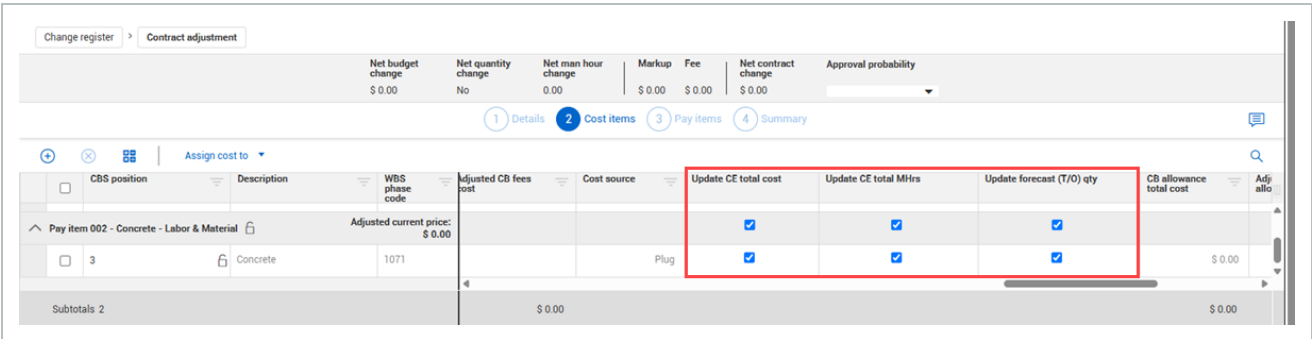 Change register > Contract adjustment
Net budget change Net quantity change Net man hour change Markup Fee Net contract change Approval probability
$ 0.00 No 0.00 $ 0.00 $ 0.00 $ 0.00
1 Details 2 Cost items 3 Pay items 4 Summary
Assign cost to
CBS position Description WBS phase code Adjusted CB fees cost Cost source Update CE total cost Update CE total MHrs Update forecast (T/O) qty CB allowance total cost
Pay item 002 - Concrete - Labor & Material Adjusted current price: $ 0.00
3 Concrete 1071 Plug $ 0.00
Subtotals 2 $ 0.00 $ 0.00